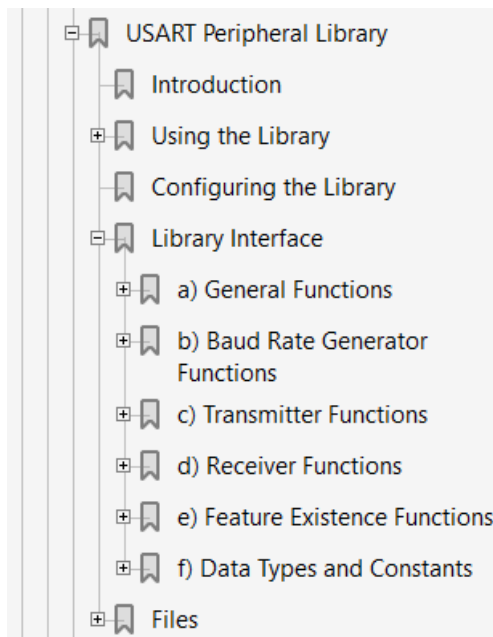 USART Peripheral Library
Introduction
Using the Library
Configuring the Library
Library Interface
a) General Functions
b) Baud Rate Generator
Functions
c) Transmitter Functions
d) Receiver Functions
e) Feature Existence Functions
f) Data Types and Constants
Files